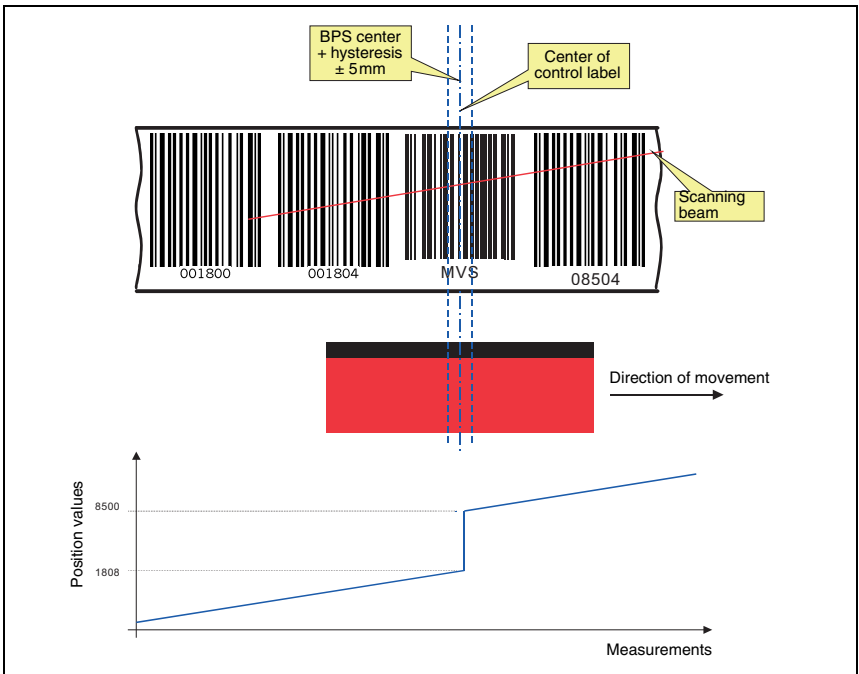 BPS center
+ hysteresis
± 5mm
Center of
control label
Scanning
beam
001800
001804
MVS
08504
Direction of movement
Position values
8500
1808
Measurements